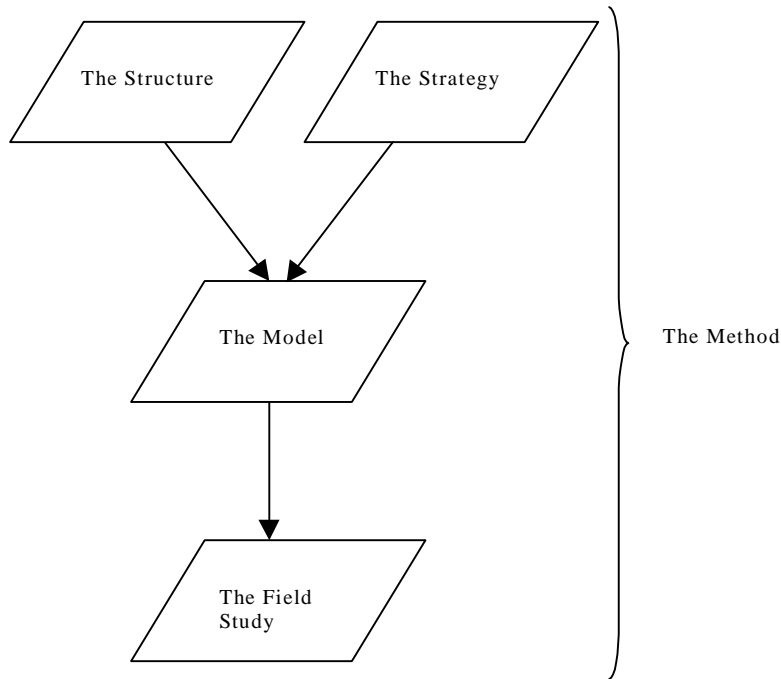 The Structure
The Strategy
The Model
The Method
The Field
Study